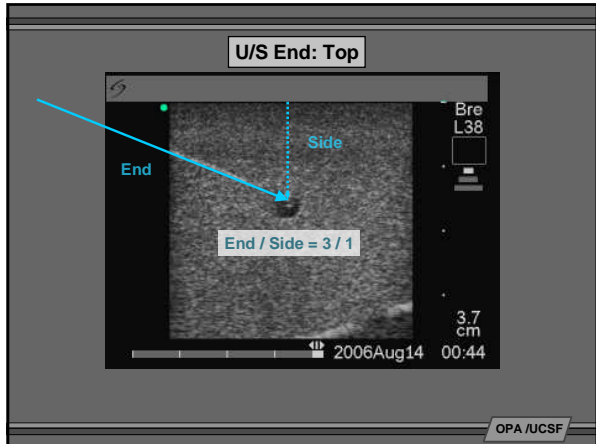 U/S End: Top
Bre
L38
Side
End
End / Side = 3 / 1
3.7
cm
2006Aug14 00:44
OPA /UCSF